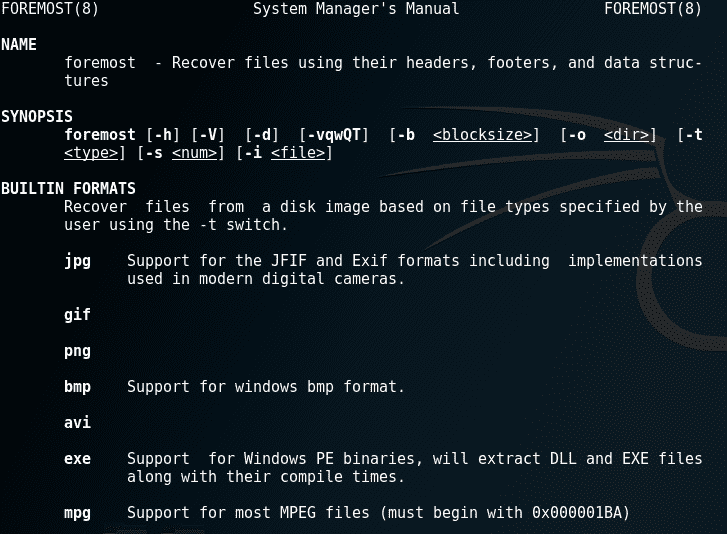 FOREMOST(8) System Manager's Manual FOREMOST(8)
NAME
foremost - Recover files using their headers, footers, and data struc-
tures
SYNOPSIS
foremost [-h] [-V] [-d] [-vqwQT] [-b <blocksize>] [-o <dir>] [-t
<type>] [-s <num>] [-i <file>]
BUILTIN FORMATS
Recover files from a disk image based on file types specified by the
user using the -t switch.
jpg Support for the JFIF and Exif formats including implementations
used in modern digital cameras.
gif
png
bmp Support for windows bmp format.
avi
exe Support for Windows PE binaries, will extract DLL and EXE files
along with their compile times.
mpg Support for most MPEG files (must begin with 0x000001BA)